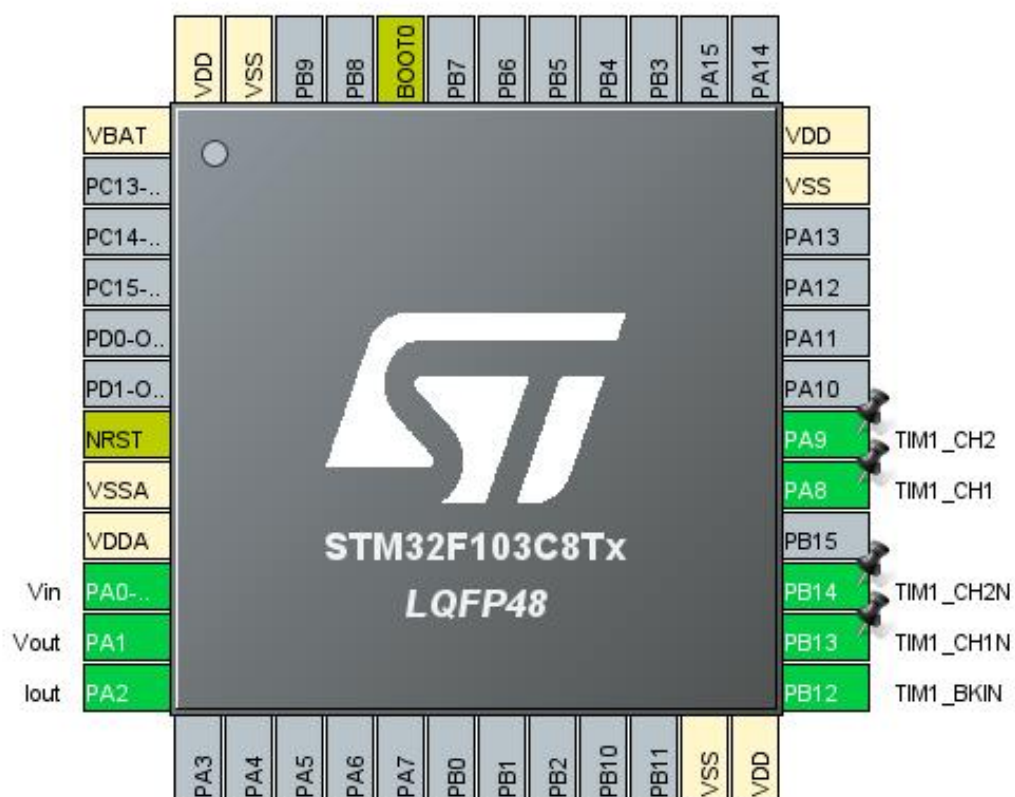 VDD
VSS
PB9
PB8
BOOT0
PB7
PB6
PB5
PB4
PB3
PA15
PA14
VBAT
PC13-..
PC14-..
PC15-..
PD0-O..
PD1-O..
NRST
VSSA
VDDA
Vin PA0-..
Vout PA1
Iout PA2
ST
STM32F103C8Tx
LQFP48
VDD
VSS
PA13
PA12
PA11
PA10
PA9 TIM1_CH2
PA8 TIM1_CH1
PB15
PB14 TIM1_CH2N
PB13 TIM1_CH1N
PB12 TIM1_BKIN
PA3
PA4
PA5
PA6
PA7
PB0
PB1
PB2
PB10
PB11
VSS
VDD